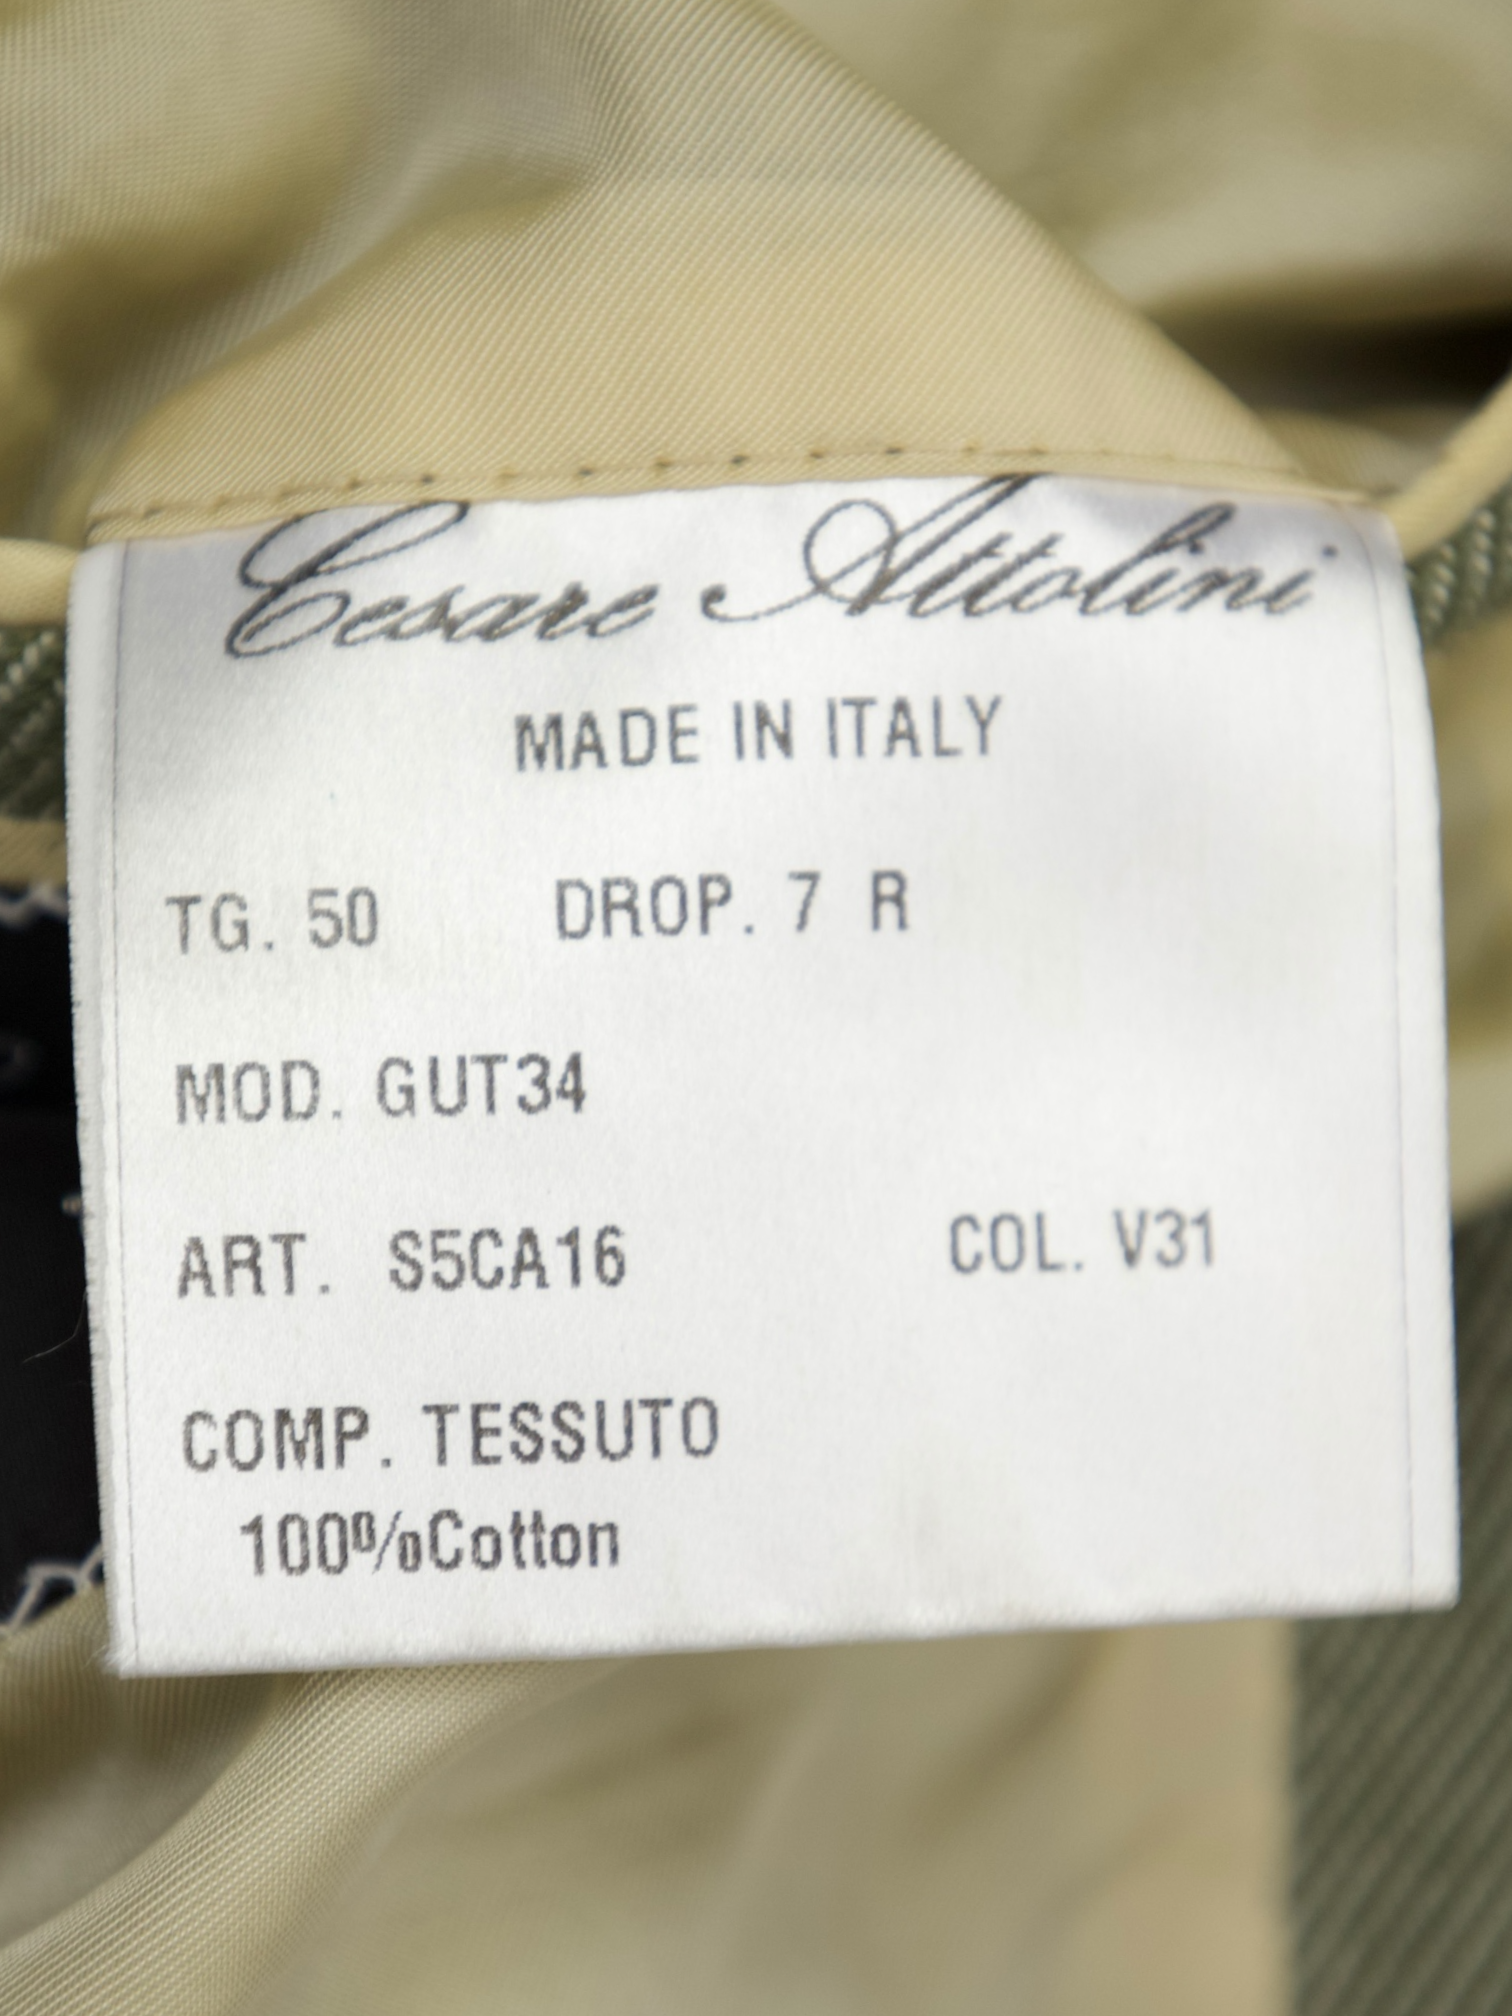 Cesare Attolini
MADE IN ITALY
TG. 50 DROP. 7 R
MOD. GUT34
ART. S5CA16 COL. V31
COMP. TESSUTO
100%Cotton